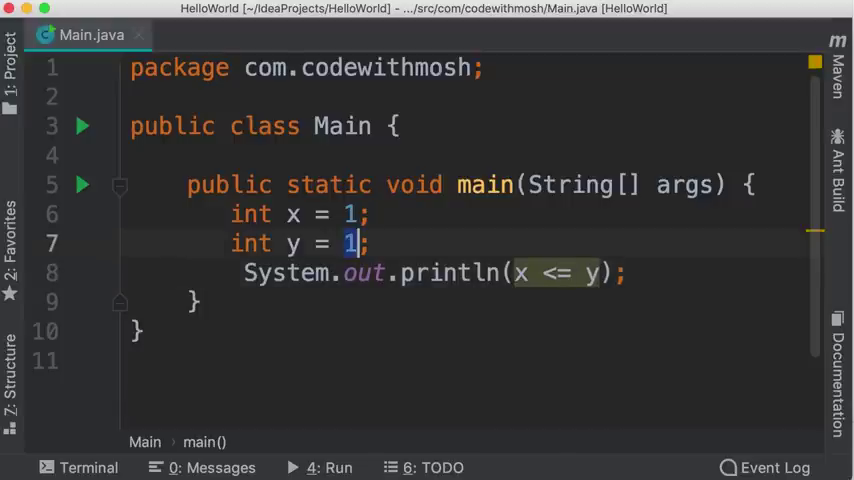 HelloWorld [~/IdeaProjects/HelloWorld] - .../src/com/codewithmosh/Main.java [HelloWorld]
Main.java
1: Project
2: Favorites
Z: Structure
1 package com.codewithmosh;
2
3 public class Main {
4
5 public static void main(String[] args) {
6 int x = 1;
7 int y = 1;
8 System.out.println(x <= y);
9 }
10 }
11
m
Maven
Ant Build
Documentation
Main main()
Terminal 0: Messages 4: Run 6: TODO Event Log